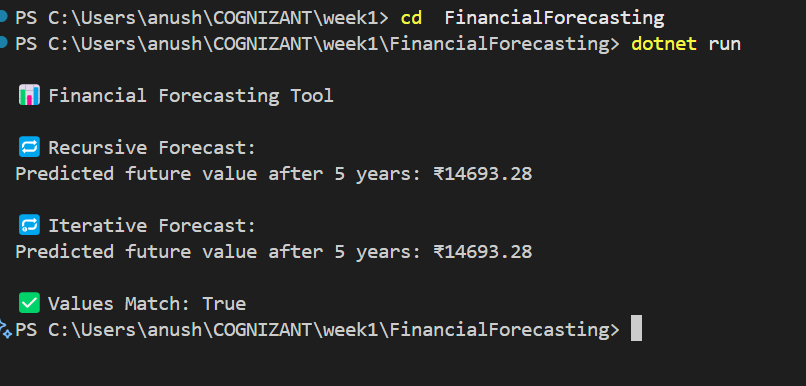 PS C:\Users\anush\COGNIZANT\week1> cd  FinancialForecasting
PS C:\Users\anush\COGNIZANT\week1\FinancialForecasting> dotnet run
📊 Financial Forecasting Tool
🔁 Recursive Forecast:
Predicted future value after 5 years: ₹14693.28
🔂 Iterative Forecast:
Predicted future value after 5 years: ₹14693.28
✅ Values Match: True
PS C:\Users\anush\COGNIZANT\week1\FinancialForecasting>